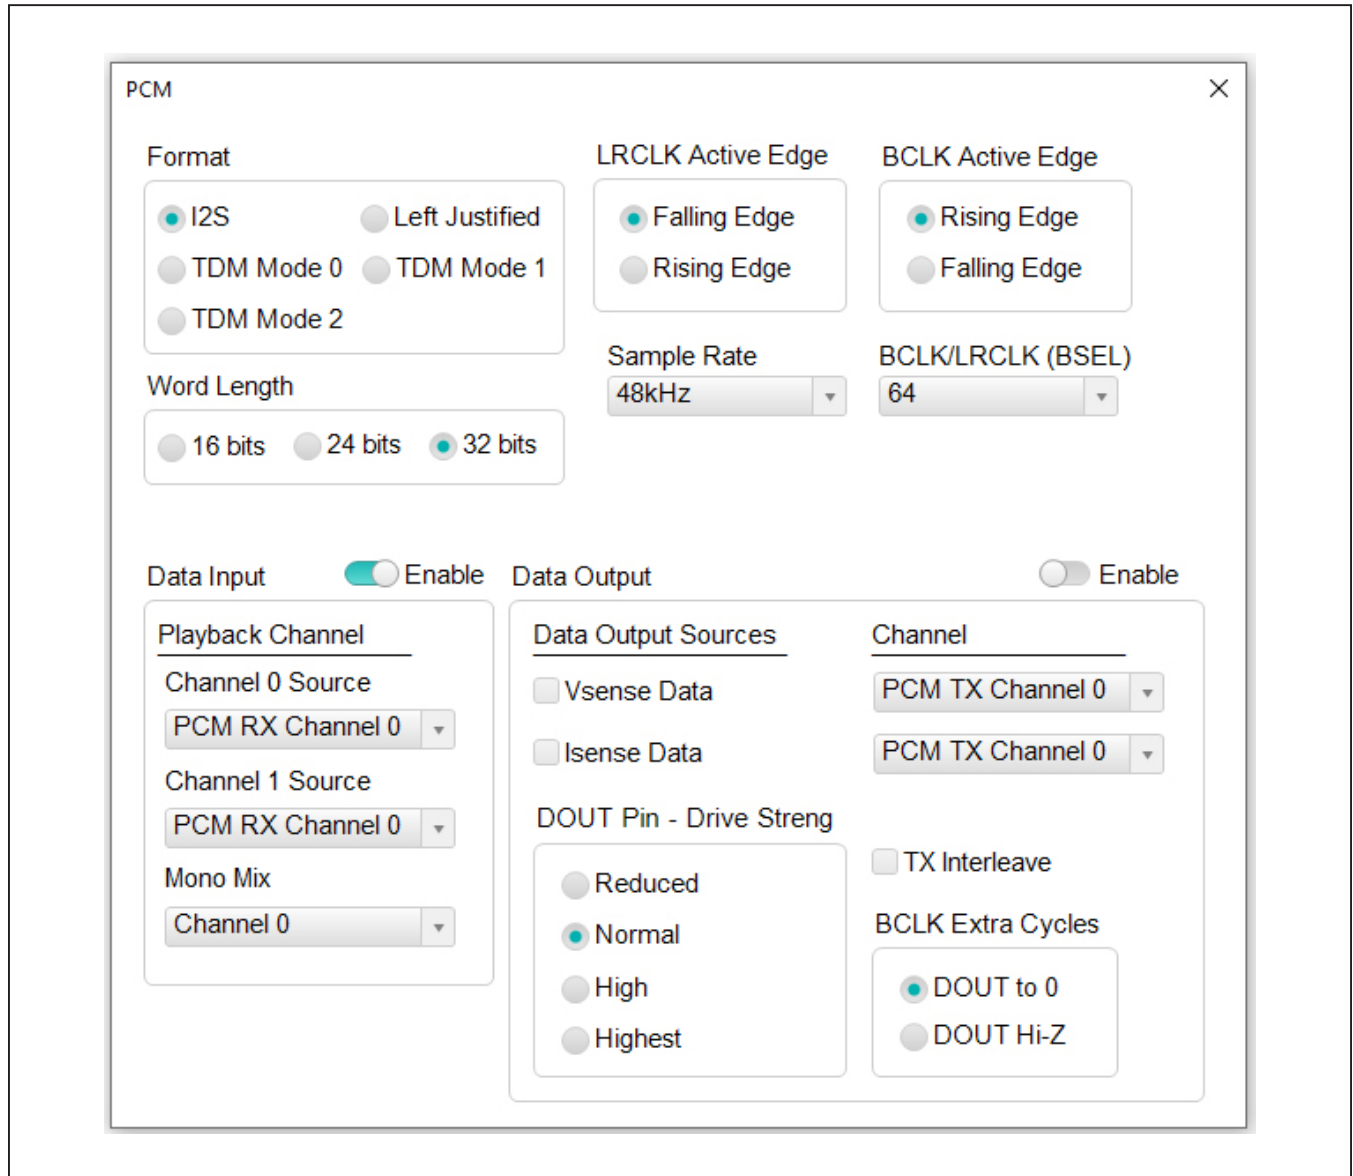 PCM
Format
I2S
Left Justified
TDM Mode 0
TDM Mode 1
TDM Mode 2
LRCLK Active Edge
Falling Edge
Rising Edge
BCLK Active Edge
Rising Edge
Falling Edge
Word Length
16 bits
24 bits
32 bits
Sample Rate
48kHz
BCLK/LRCLK (BSEL)
64
Data Input
Enable
Playback Channel
Channel 0 Source
PCM RX Channel 0
Channel 1 Source
PCM RX Channel 0
Mono Mix
Channel 0
Data Output
Enable
Data Output Sources
Channel
Vsense Data
PCM TX Channel 0
Isense Data
PCM TX Channel 0
DOUT Pin - Drive Streng
Reduced
Normal
High
Highest
TX Interleave
BCLK Extra Cycles
DOUT to 0
DOUT Hi-Z